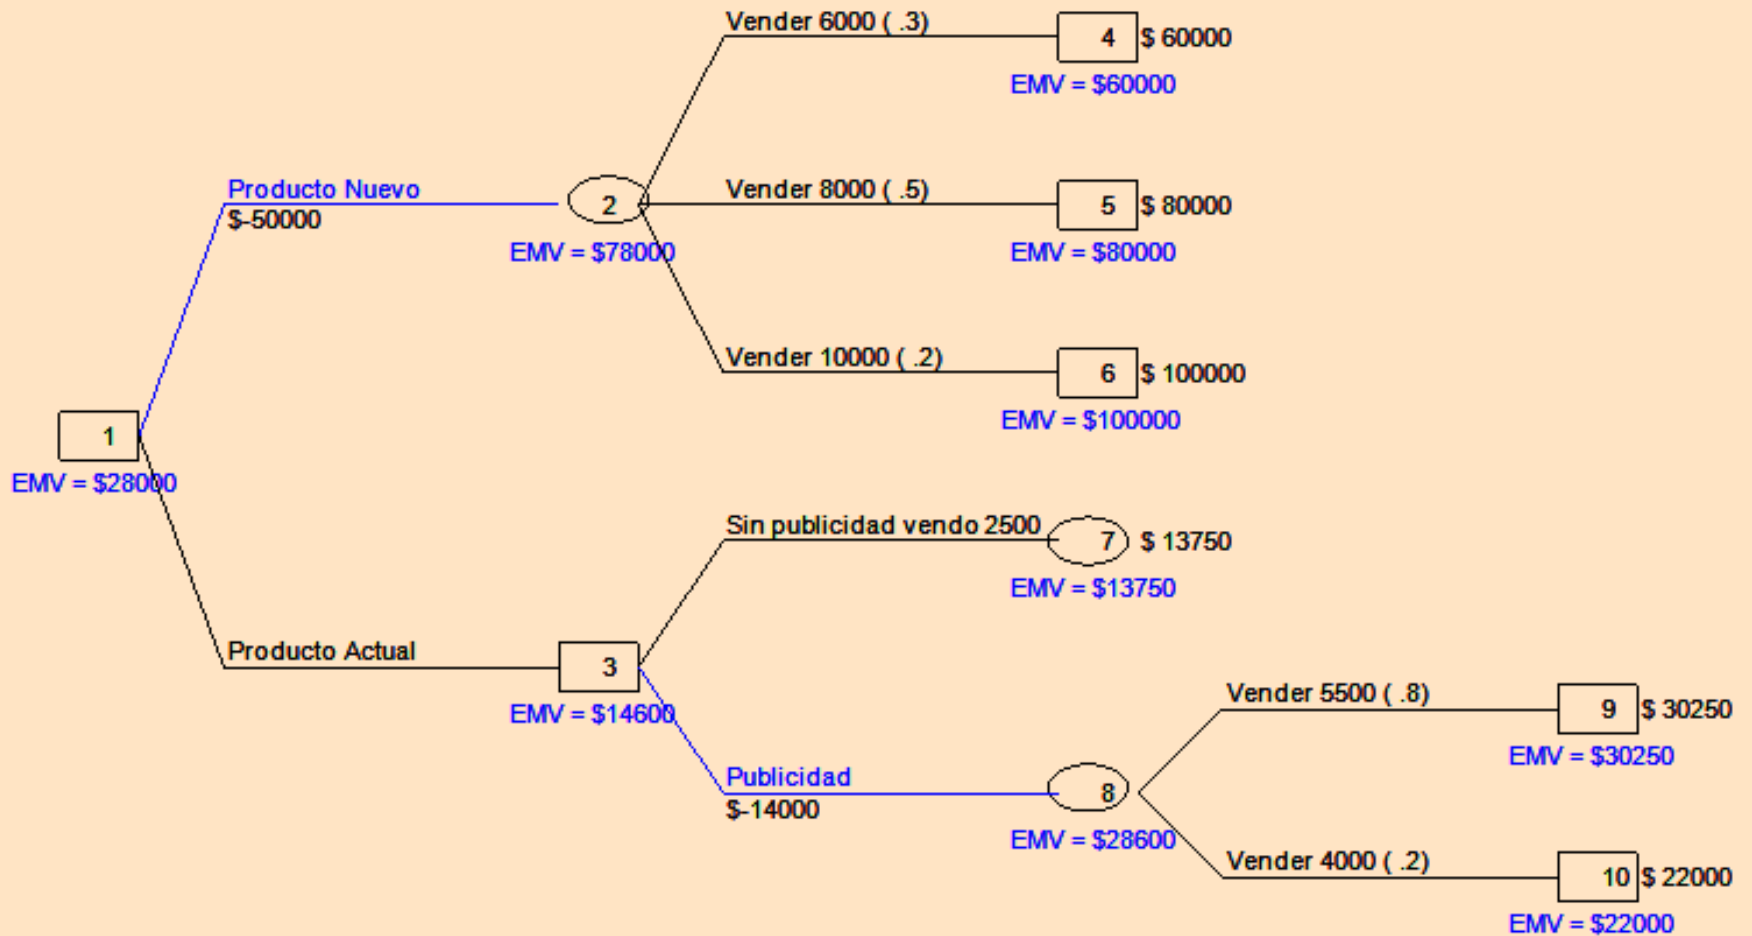 Vender 6000 ( .3)
4 $ 60000
EMV = $60000
Producto Nuevo
$-50000
2
EMV = $78000
Vender 8000 ( .5)
5 $ 80000
EMV = $80000
Vender 10000 ( .2)
6 $ 100000
EMV = $100000
1
EMV = $28000
Sin publicidad vendo 2500
7 $ 13750
EMV = $13750
Producto Actual
3
EMV = $14600
Publicidad
$-14000
8
EMV = $28600
Vender 5500 ( .8)
9 $ 30250
EMV = $30250
Vender 4000 ( .2)
10 $ 22000
EMV = $22000